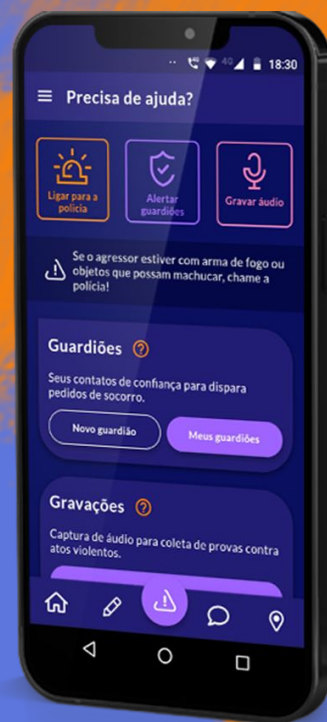 4G 18:30
Precisa de ajuda?
Ligar para a
polícia
Alertar
guardiões
Gravar áudio
Se o agressor estiver com arma de fogo ou
objetos que possam machucar, chame a
polícia!
Guardiões ?
Seus contatos de confiança para dispara
pedidos de socorro.
Novo guardião
Meus guardiões
Gravações ?
Captura de áudio para coleta de provas contra
atos violentos.